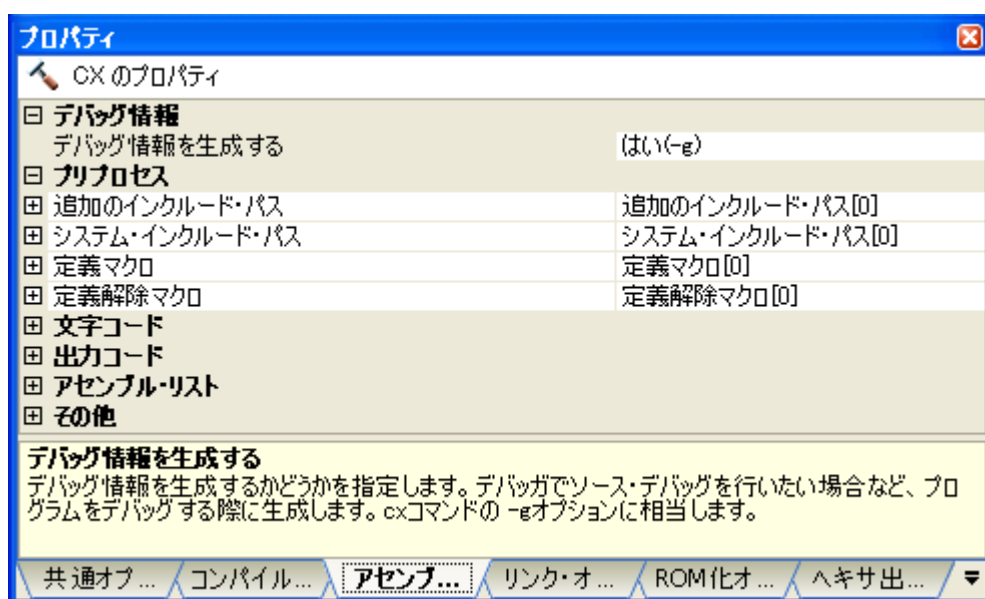 プロパティ
CX のプロパティ
デバッグ情報
デバッグ情報を生成する はい(-g)
プリプロセス
追加のインクルード・パス 追加のインクルード・パス[0]
システム・インクルード・パス システム・インクルード・パス[0]
定義マクロ 定義マクロ[0]
定義解除マクロ 定義解除マクロ[0]
文字コード
出力コード
アセンブル・リスト
その他
デバッグ情報を生成する
デバッグ情報を生成するかどうかを指定します。デバッガでソース・デバッグを行いたい場合など、プロ
グラムをデバッグする際に生成します。cxコマンドの -gオプションに相当します。
共通オプ... コンパイル... アセンブ... リンク・オ... ROM化オ... ヘキサ出...